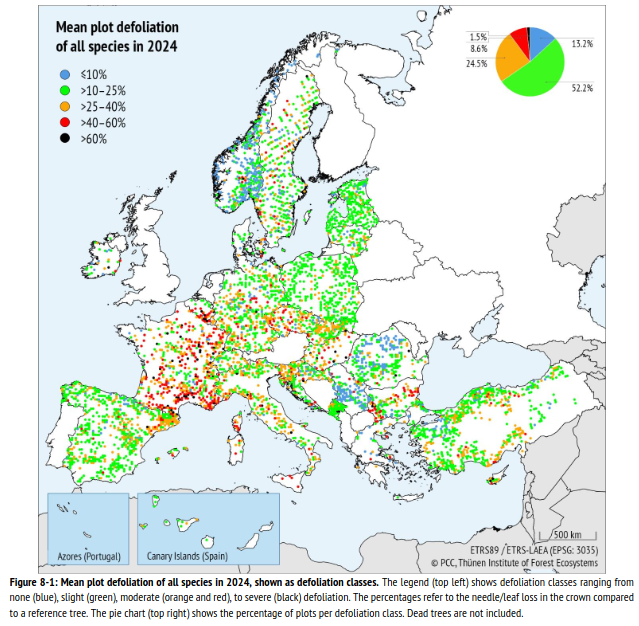 Mean plot defoliation
of all species in 2024
≤10%
>10–25%
>25–40%
>40–60%
>60%
1.5%
8.6%
24.5%
13.2%
52.2%
500 km
Azores (Portugal)
Canary Islands (Spain)
ETRS89 / ETRS-LAEA (EPSG: 3035)
© PCC, Thünen Institute of Forest Ecosystems
Figure 8-1: Mean plot defoliation of all species in 2024, shown as defoliation classes. The legend (top left) shows defoliation classes ranging from
none (blue), slight (green), moderate (orange and red), to severe (black) defoliation. The percentages refer to the needle/leaf loss in the crown compared
to a reference tree. The pie chart (top right) shows the percentage of plots per defoliation class. Dead trees are not included.